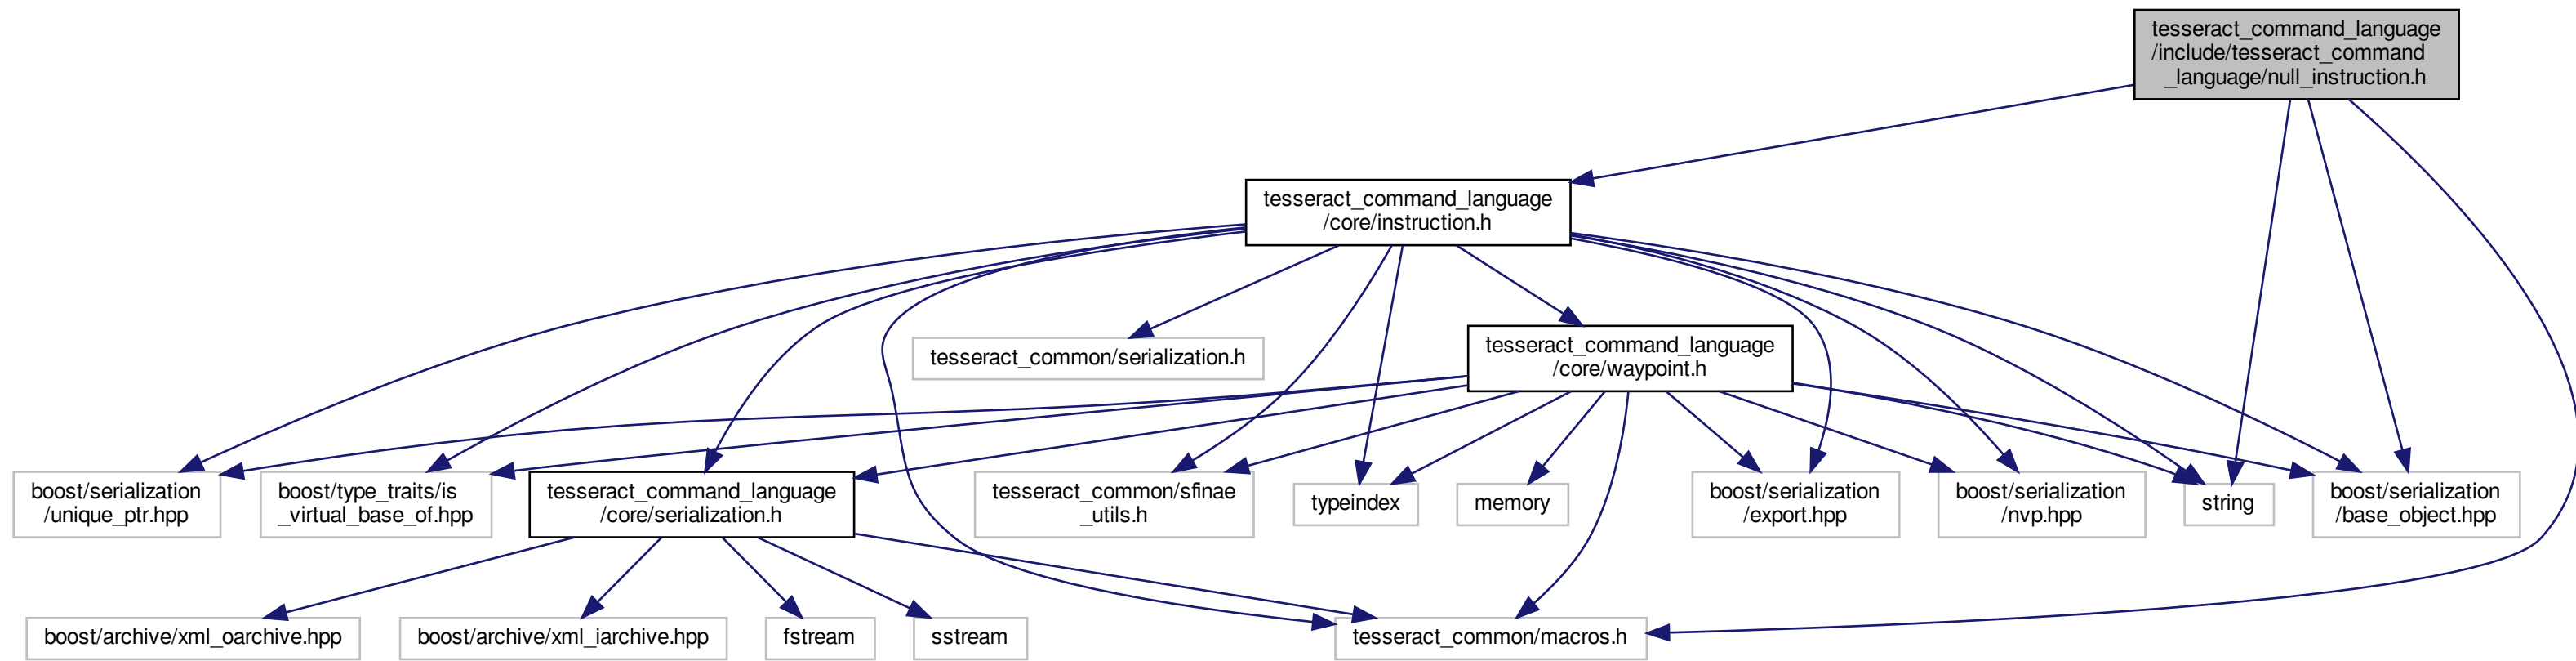 tesseract_command_language
/include/tesseract_command
_language/null_instruction.h
tesseract_command_language
/core/instruction.h
tesseract_common/serialization.h
tesseract_command_language
/core/waypoint.h
boost/serialization
/unique_ptr.hpp
boost/type_traits/is
_virtual_base_of.hpp
tesseract_command_language
/core/serialization.h
tesseract_common/sfinae
_utils.h
typeindex
memory
boost/serialization
/export.hpp
boost/serialization
/nvp.hpp
string
boost/serialization
/base_object.hpp
boost/archive/xml_oarchive.hpp
boost/archive/xml_iarchive.hpp
fstream
sstream
tesseract_common/macros.h